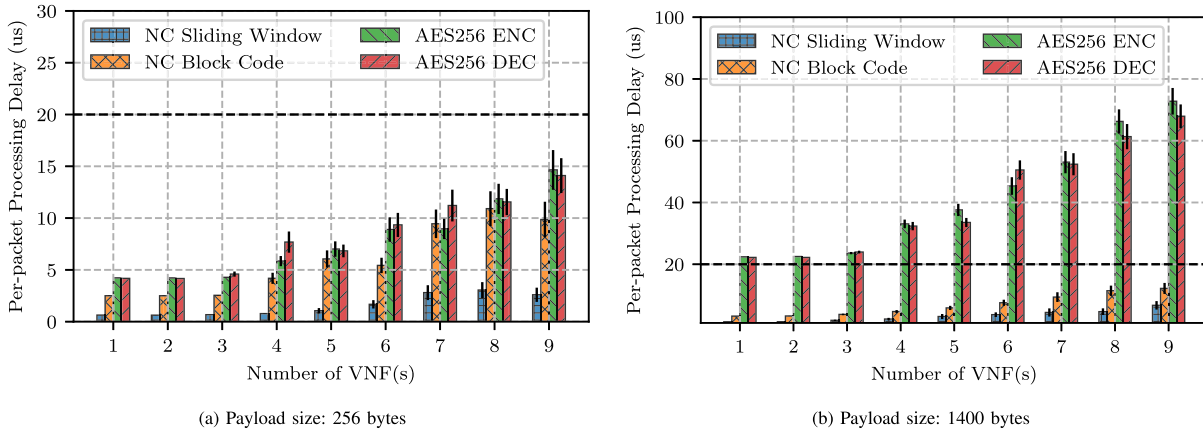 Per-packet Processing Delay (us)
30
25
20
15
10
5
0
NC Sliding Window
NC Block Code
AES256 ENC
AES256 DEC
1 2 3 4 5 6 7 8 9
Number of VNF(s)
(a) Payload size: 256 bytes
Per-packet Processing Delay (us)
100
80
60
40
20
NC Sliding Window
NC Block Code
AES256 ENC
AES256 DEC
1 2 3 4 5 6 7 8 9
Number of VNF(s)
(b) Payload size: 1400 bytes